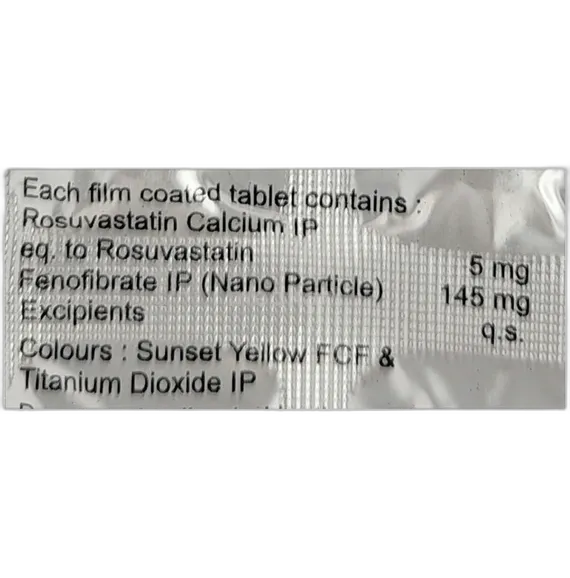 Each film coated tablet contains :
Rosuvastatin Calcium IP
eq. to Rosuvastatin 5 mg
Fenofibrate IP (Nano Particle) 145 mg
Excipients q.s.
Colours : Sunset Yellow FCF &
Titanium Dioxide IP